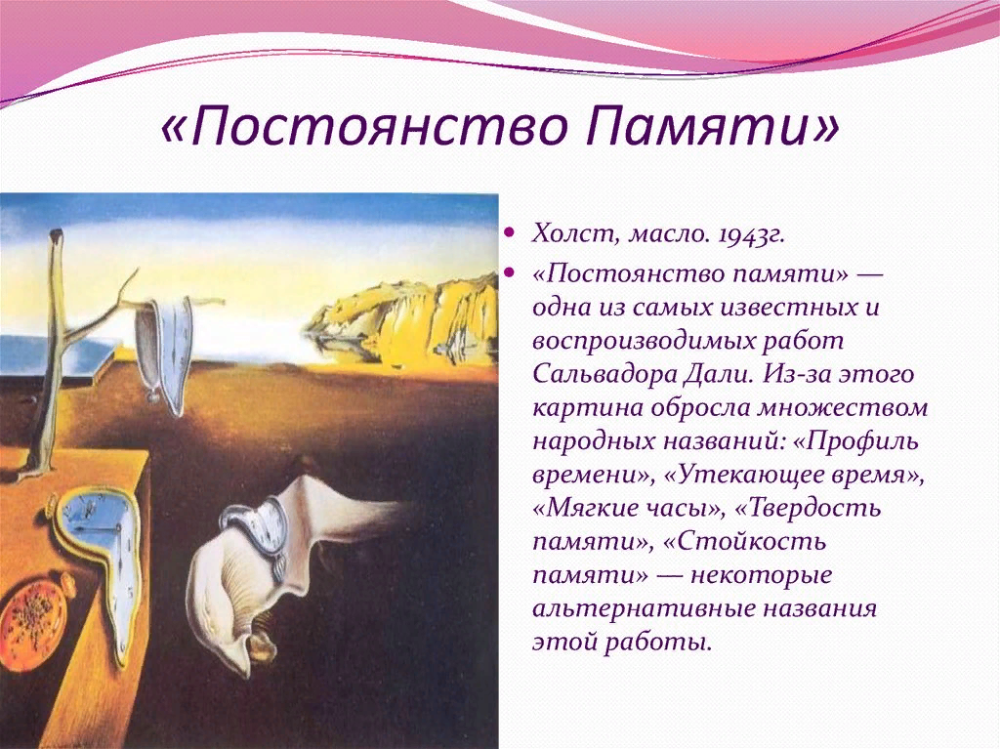 «Постоянство Памяти»
• Холст, масло. 1943г.
• «Постоянство памяти» —
одна из самых известных и
воспроизводимых работ
Сальвадора Дали. Из-за этого
картина обросла множеством
народных названий: «Профиль
времени», «Утекающее время»,
«Мягкие часы», «Твердость
памяти», «Стойкость
памяти» — некоторые
альтернативные названия
этой работы.